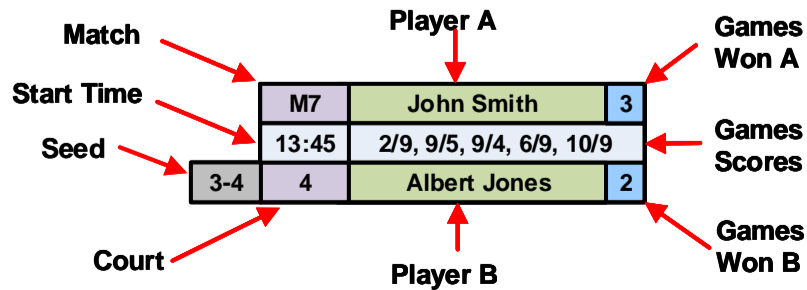 Match
Player A
Games
Won A
Start Time
M7 John Smith 3
13:45 2/9, 9/5, 9/4, 6/9, 10/9
Games
Scores
Seed
3-4 4 Albert Jones 2
Court
Player B
Games
Won B